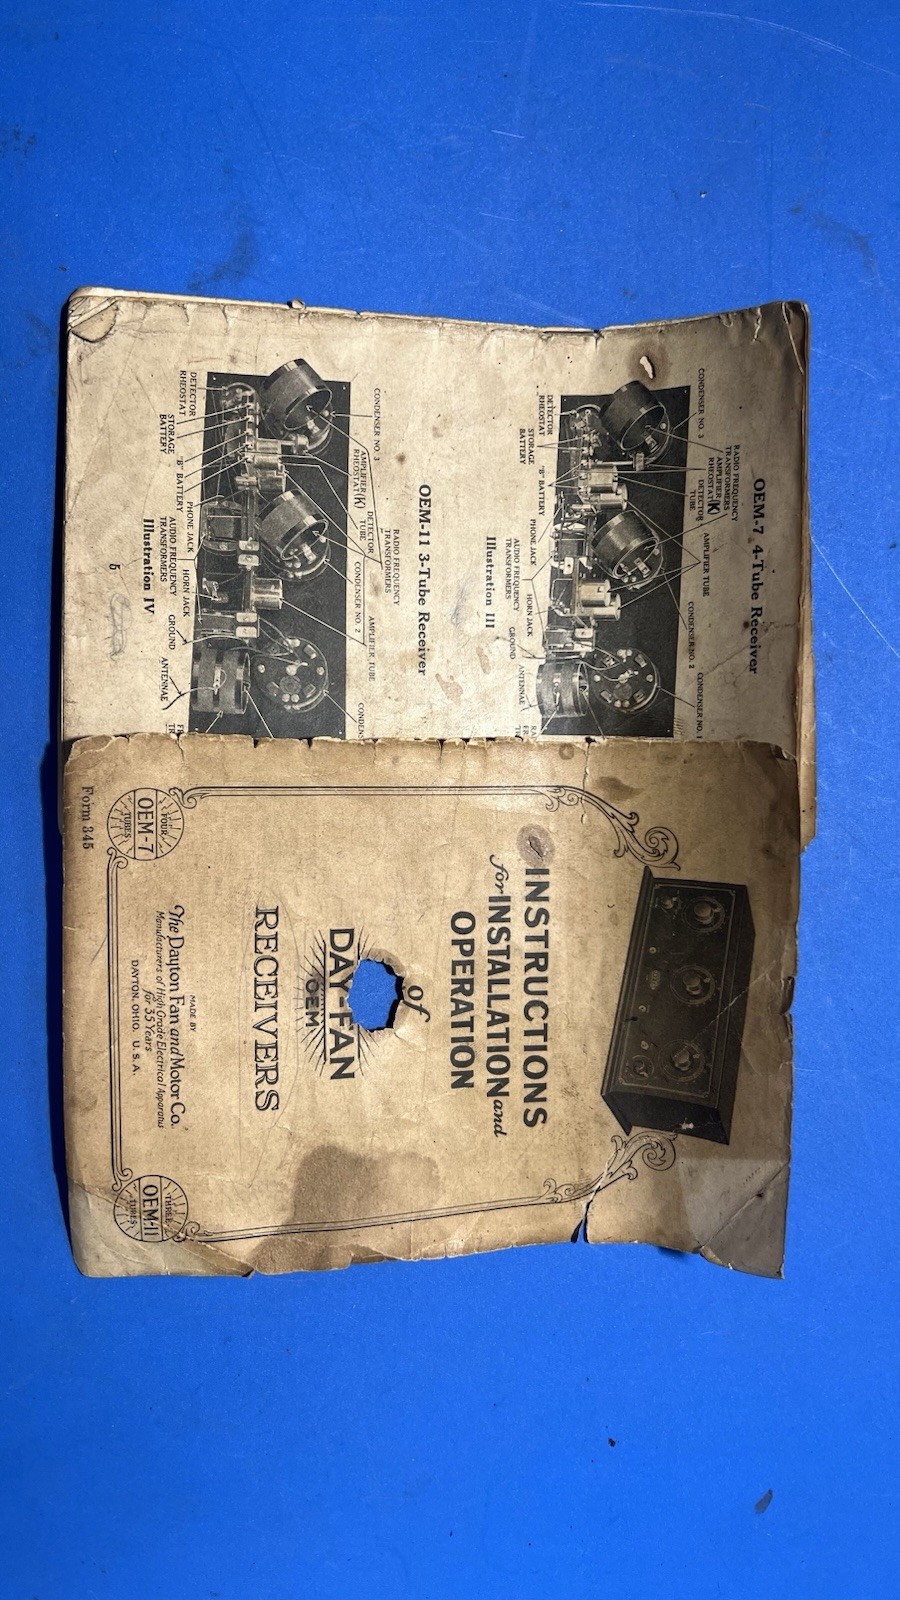 INSTRUCTIONS
for INSTALLATION and
OPERATION
of
DAY-FAN
OEM
RECEIVERS
MADE BY
The Dayton Fan and Motor Co.
Manufacturers of High Grade Electrical Apparatus
for 35 Years
DAYTON, OHIO. U. S. A.
FOUR
OEM-7
TUBES
THREE
OEM-11
TUBES
Form 345
OEM-7 4-Tube Receiver
RADIO FREQUENCY
TRANSFORMERS
CONDENSER NO. 3
AMPLIFIER (K)
RHEOSTAT
DETECTOR
TUBE
AMPLIFIER TUBE
CONDENSER NO. 2
CONDENSER NO. 1
DETECTOR
RHEOSTAT
STORAGE
BATTERY
"B" BATTERY
PHONE JACK
AUDIO FREQUENCY
TRANSFORMERS
HORN JACK
GROUND
ANTENNAE
Illustration III
OEM-11 3-Tube Receiver
RADIO FREQUENCY
TRANSFORMERS
CONDENSER NO. 3
AMPLIFIER (K)
RHEOSTAT
DETECTOR
TUBE
CONDENSER NO. 2
AMPLIFIER TUBE
CONDENS
DETECTOR
RHEOSTAT
STORAGE
BATTERY
"B" BATTERY
PHONE JACK
AUDIO FREQUENCY
TRANSFORMERS
HORN JACK
GROUND
ANTENNAE
Illustration IV
5